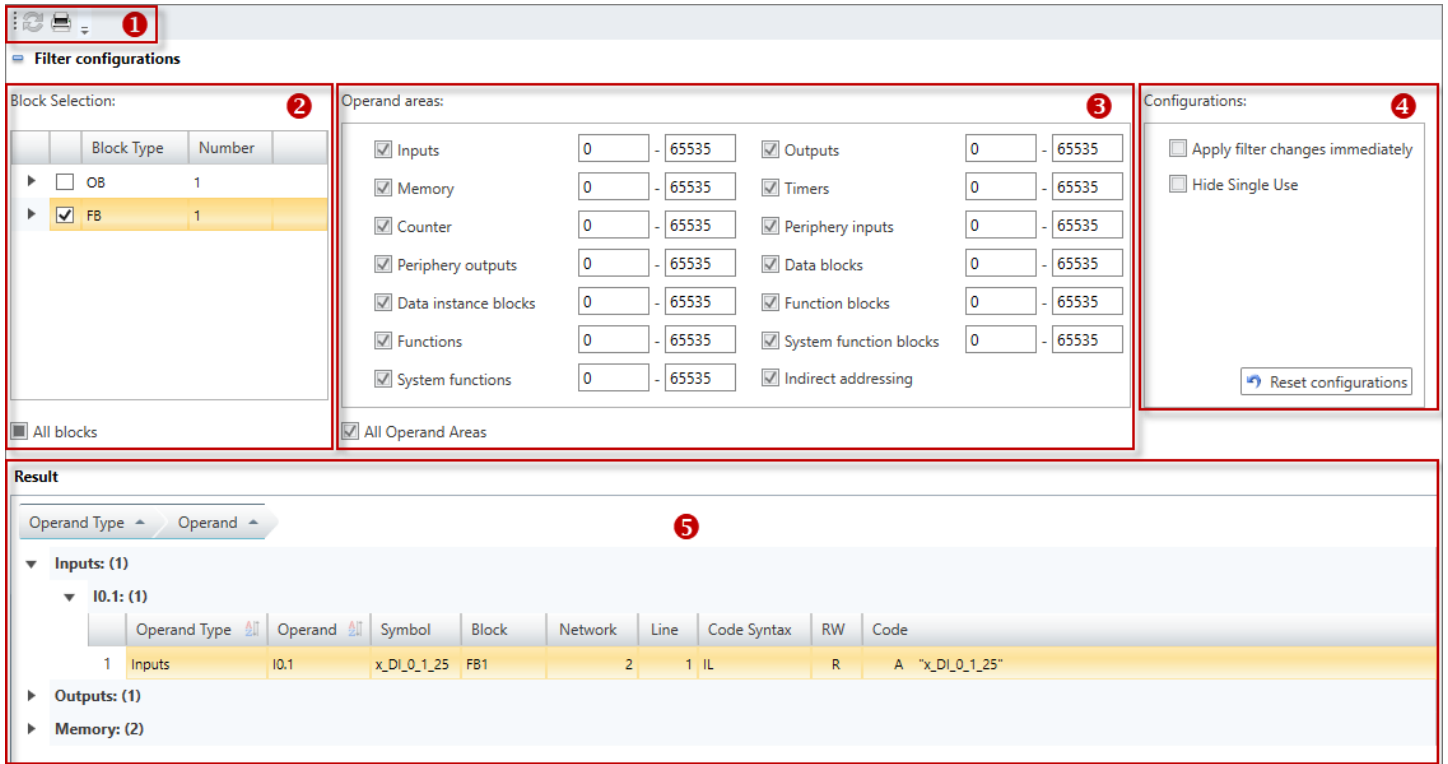 1
Filter configurations
Block Selection: 2
Block Type Number
OB 1
FB 1
All blocks
Operand areas: 3
Inputs 0 - 65535 Outputs 0 - 65535
Memory 0 - 65535 Timers 0 - 65535
Counter 0 - 65535 Periphery inputs 0 - 65535
Periphery outputs 0 - 65535 Data blocks 0 - 65535
Data instance blocks 0 - 65535 Function blocks 0 - 65535
Functions 0 - 65535 System function blocks 0 - 65535
System functions 0 - 65535 Indirect addressing
All Operand Areas
Configurations: 4
Apply filter changes immediately
Hide Single Use
Reset configurations
Result
Operand Type Operand 5
Inputs: (1)
I0.1: (1)
Operand Type Operand Symbol Block Network Line Code Syntax RW Code
1 Inputs I0.1 x_DI_0_1_25 FB1 2 1 IL R A "x_DI_0_1_25"
Outputs: (1)
Memory: (2)